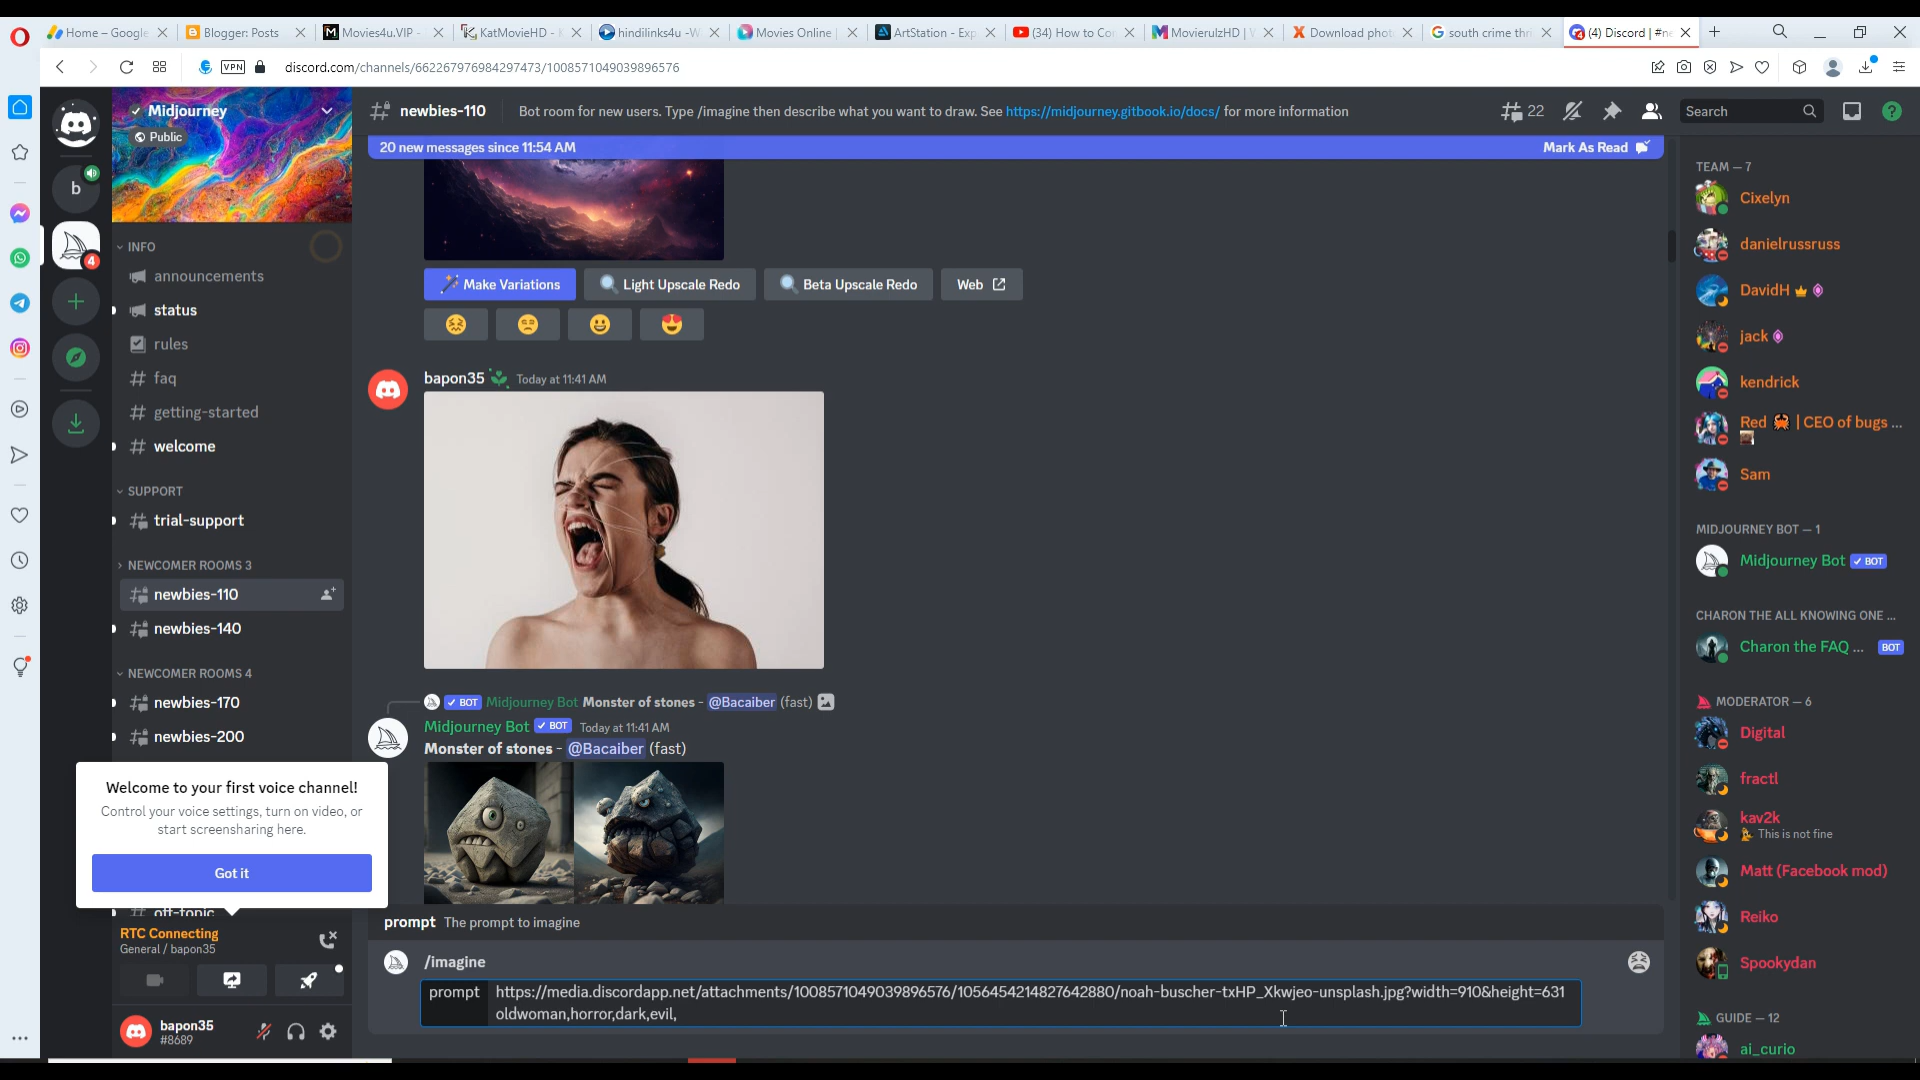 Home – Google
Blogger: Posts
Movies4u.VIP -
KatMovieHD -
hindilinks4u -W
Movies Online
ArtStation - Exp
(34) How to Co
MovierulzHD |
Download phot
south crime thri
(4) Discord | #ne
VPN
discord.com/channels/662267976984297473/1008571049039896576
Midjourney
Public
newbies-110
Bot room for new users. Type /imagine then describe what you want to draw. See https://midjourney.gitbook.io/docs/ for more information
22
Search
20 new messages since 11:54 AM
Mark As Read
b
4
INFO
announcements
status
rules
faq
getting-started
welcome
SUPPORT
trial-support
NEWCOMER ROOMS 3
newbies-110
newbies-140
NEWCOMER ROOMS 4
newbies-170
newbies-200
Welcome to your first voice channel!
Control your voice settings, turn on video, or
start screensharing here.
Got it
off-topic
RTC Connecting
General / bapon35
bapon35
#8689
Make Variations
Light Upscale Redo
Beta Upscale Redo
Web
bapon35 Today at 11:41 AM
BOT Midjourney Bot Monster of stones - @Bacaiber (fast)
Midjourney Bot BOT Today at 11:41 AM
Monster of stones - @Bacaiber (fast)
prompt The prompt to imagine
/imagine
prompt https://media.discordapp.net/attachments/1008571049039896576/1056454214827642880/noah-buscher-txHP_Xkwjeo-unsplash.jpg?width=910&height=631
oldwoman,horror,dark,evil,
TEAM — 7
Cixelyn
danielrussruss
DavidH
jack
kendrick
Red | CEO of bugs ...
Sam
MIDJOURNEY BOT — 1
Midjourney Bot BOT
CHARON THE ALL KNOWING ONE ...
Charon the FAQ ... BOT
MODERATOR — 6
Digital
fractl
kav2k
This is not fine
Matt (Facebook mod)
Reiko
Spookydan
GUIDE — 12
ai_curio